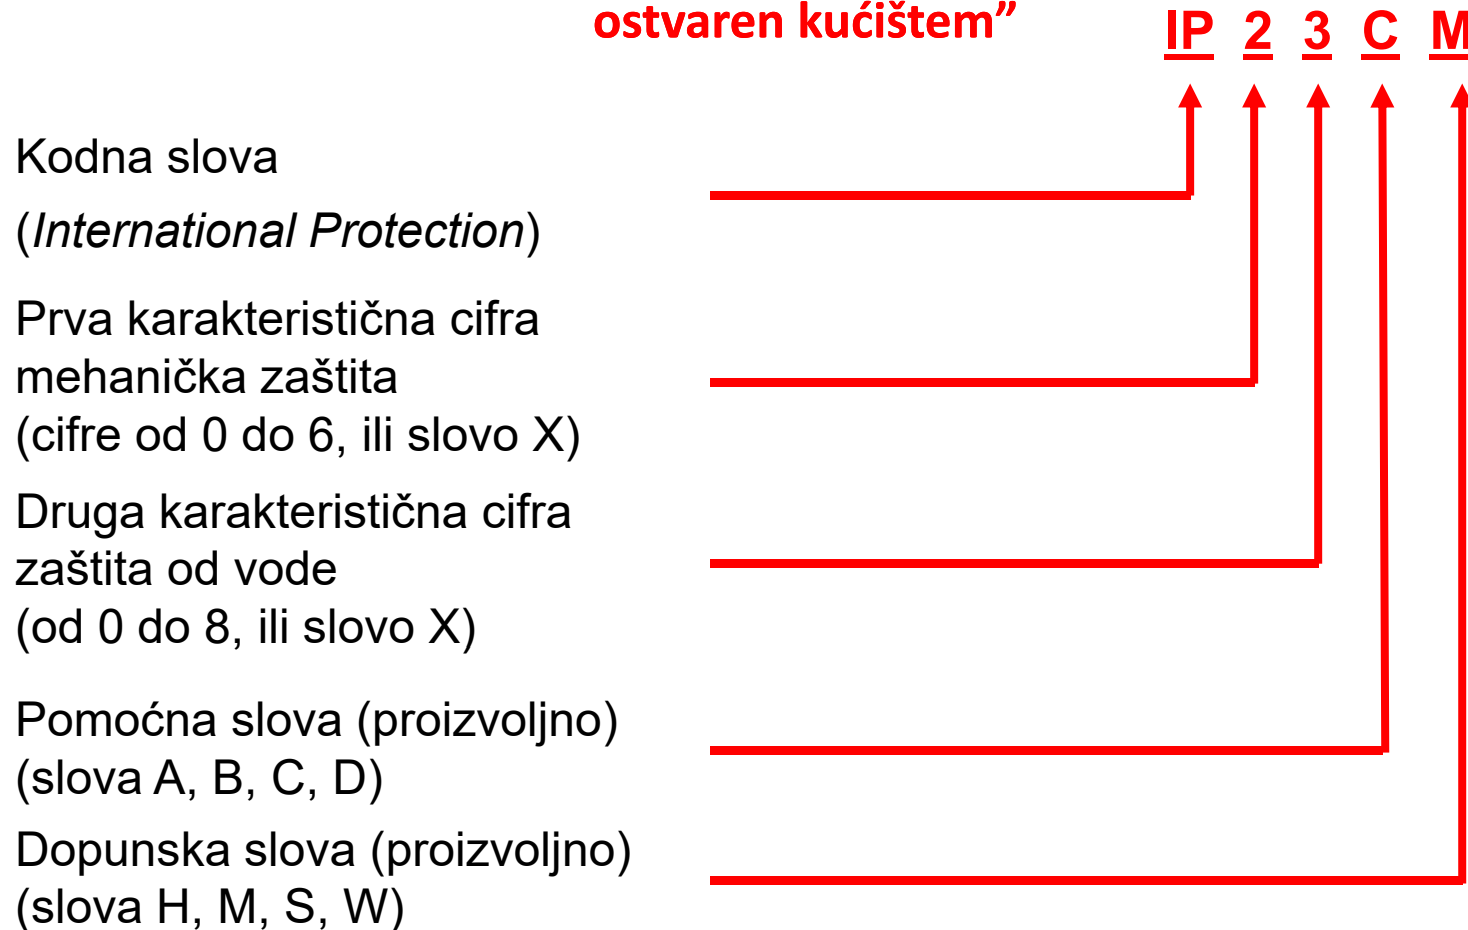 ostvaren kućištem”
IP 2 3 C M
Kodna slova
(International Protection)
Prva karakteristična cifra
mehanička zaštita
(cifre od 0 do 6, ili slovo X)
Druga karakteristična cifra
zaštita od vode
(od 0 do 8, ili slovo X)
Pomoćna slova (proizvoljno)
(slova A, B, C, D)
Dopunska slova (proizvoljno)
(slova H, M, S, W)